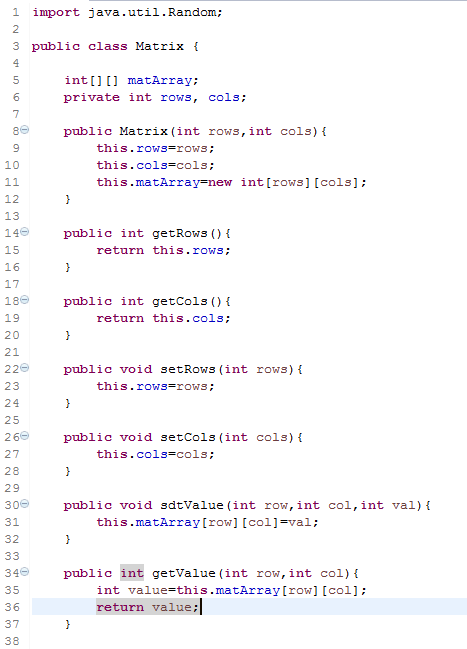 1 import java.util.Random;
2
3 public class Matrix {
4
5     int[][] matArray;
6     private int rows, cols;
7
8     public Matrix(int rows,int cols){
9         this.rows=rows;
10         this.cols=cols;
11         this.matArray=new int[rows][cols];
12     }
13
14     public int getRows(){
15         return this.rows;
16     }
17
18     public int getCols(){
19         return this.cols;
20     }
21
22     public void setRows(int rows){
23         this.rows=rows;
24     }
25
26     public void setCols(int cols){
27         this.cols=cols;
28     }
29
30     public void sdtValue(int row,int col,int val){
31         this.matArray[row][col]=val;
32     }
33
34     public int getValue(int row,int col){
35         int value=this.matArray[row][col];
36         return value;
37     }
38